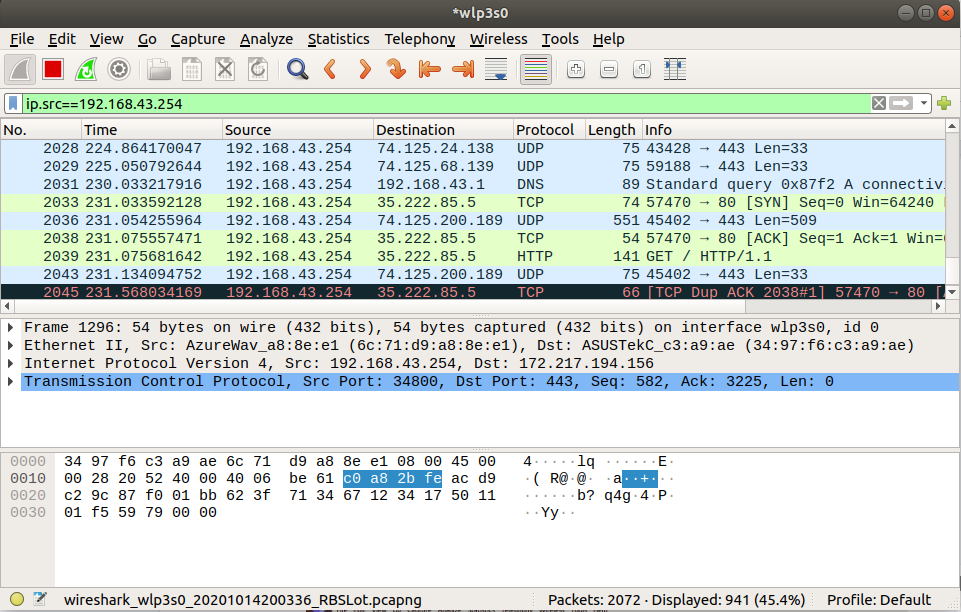 *wlp3s0
File Edit View Go Capture Analyze Statistics Telephony Wireless Tools Help
ip.src==192.168.43.254
No. Time Source Destination Protocol Length Info
2028 224.864170047 192.168.43.254 74.125.24.138 UDP 75 43428 → 443 Len=33
2029 225.050792644 192.168.43.254 74.125.68.139 UDP 75 59188 → 443 Len=33
2031 230.033217916 192.168.43.254 192.168.43.1 DNS 89 Standard query 0x87f2 A connectivi
2033 231.033592128 192.168.43.254 35.222.85.5 TCP 74 57470 → 80 [SYN] Seq=0 Win=64240
2036 231.054255964 192.168.43.254 74.125.200.189 UDP 551 45402 → 443 Len=509
2038 231.075557471 192.168.43.254 35.222.85.5 TCP 54 57470 → 80 [ACK] Seq=1 Ack=1 Win=
2039 231.075681642 192.168.43.254 35.222.85.5 HTTP 141 GET / HTTP/1.1
2043 231.134094752 192.168.43.254 74.125.200.189 UDP 75 45402 → 443 Len=33
2045 231.568034169 192.168.43.254 35.222.85.5 TCP 66 [TCP Dup ACK 2038#1] 57470 → 80 [
Frame 1296: 54 bytes on wire (432 bits), 54 bytes captured (432 bits) on interface wlp3s0, id 0
Ethernet II, Src: AzureWav_a8:8e:e1 (6c:71:d9:a8:8e:e1), Dst: ASUSTekC_c3:a9:ae (34:97:f6:c3:a9:ae)
Internet Protocol Version 4, Src: 192.168.43.254, Dst: 172.217.194.156
Transmission Control Protocol, Src Port: 34800, Dst Port: 443, Seq: 582, Ack: 3225, Len: 0
0000 34 97 f6 c3 a9 ae 6c 71 d9 a8 8e e1 08 00 45 00 4·····lq ······E·
0010 00 28 20 52 40 00 40 06 be 61 c0 a8 2b fe ac d9 ·( R@·@· ·a··+···
0020 c2 9c 87 f0 01 bb 62 3f 71 34 67 12 34 17 50 11 ······b? q4g·4·P·
0030 01 f5 59 79 00 00 ··Yy··
wireshark_wlp3s0_20201014200336_RBSLot.pcapng Packets: 2072 · Displayed: 941 (45.4%) Profile: Default